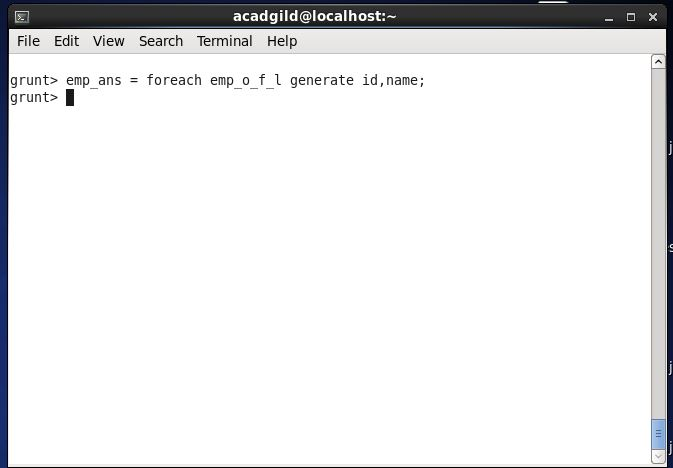 acadgild@localhost:~
File Edit View Search Terminal Help
grunt> emp_ans = foreach emp_o_f_l generate id,name;
grunt>
j
s
j
j